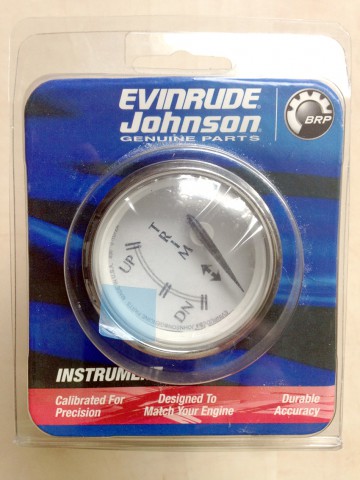 EVINRUDE
Johnson
GENUINE PARTS
BRP
TRIM
UP
DN
INSTRUMENT
Calibrated For Precision
Designed To Match Your Engine
Durable Accuracy